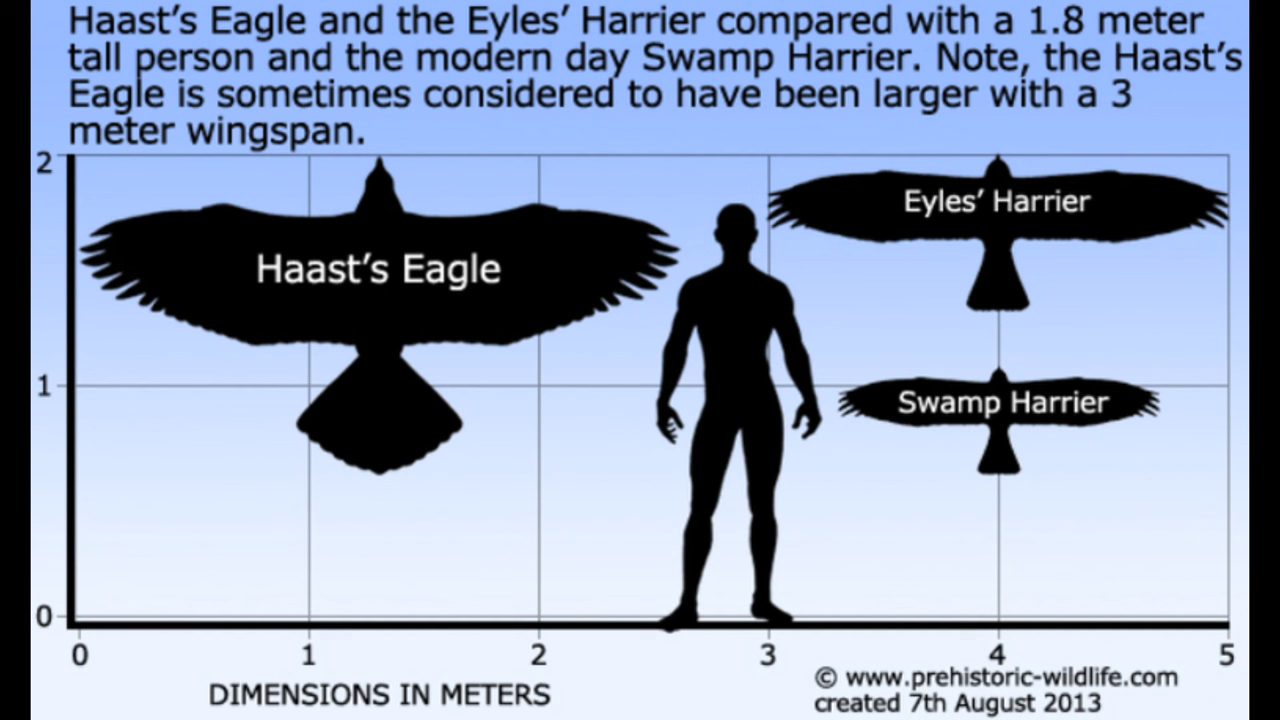 Haast's Eagle and the Eyles' Harrier compared with a 1.8 meter
tall person and the modern day Swamp Harrier. Note, the Haast's
Eagle is sometimes considered to have been larger with a 3
meter wingspan.
2
Eyles' Harrier
Haast's Eagle
1
Swamp Harrier
0
0 1 2 3 4 5
DIMENSIONS IN METERS
© www.prehistoric-wildlife.com
created 7th August 2013